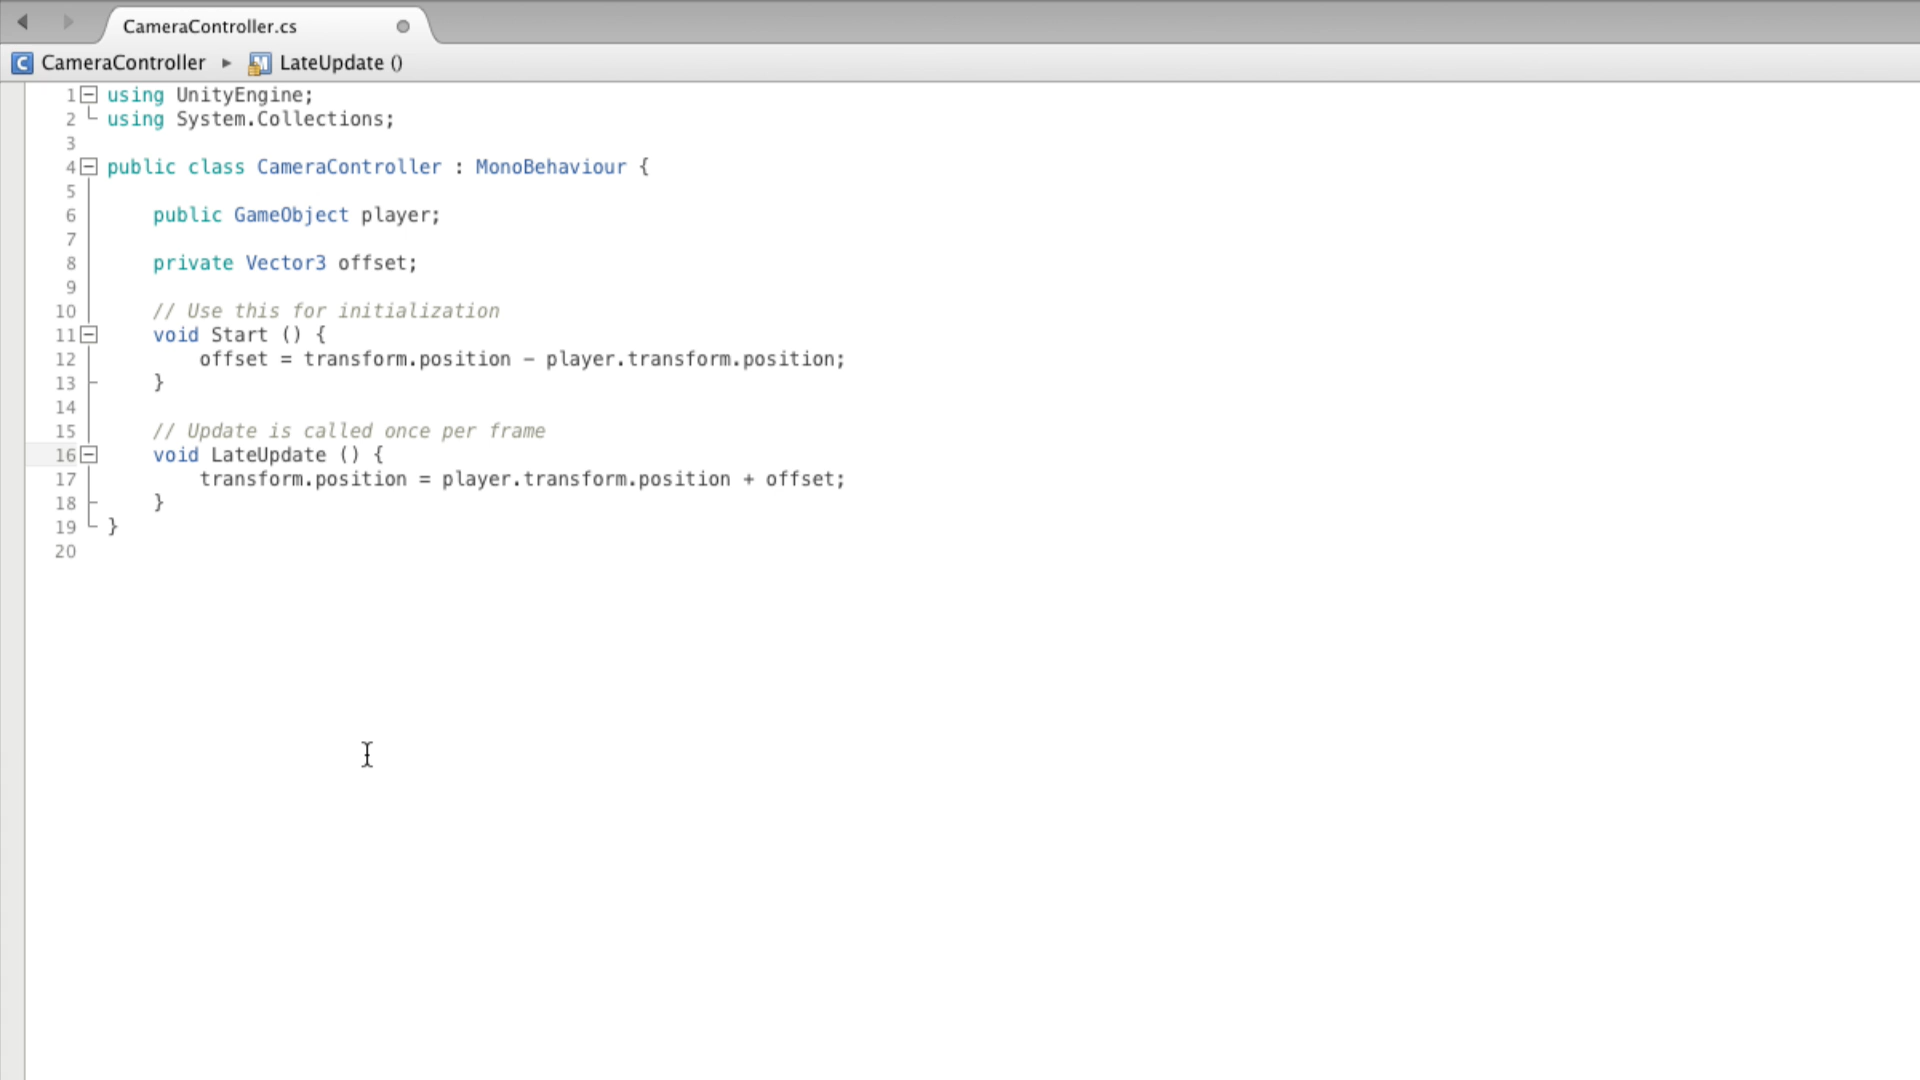 CameraController.cs
C CameraController ▸ M LateUpdate ()
1 using UnityEngine;
2 using System.Collections;
3
4 public class CameraController : MonoBehaviour {
5
6 public GameObject player;
7
8 private Vector3 offset;
9
10 // Use this for initialization
11 void Start () {
12 offset = transform.position - player.transform.position;
13 }
14
15 // Update is called once per frame
16 void LateUpdate () {
17 transform.position = player.transform.position + offset;
18 }
19 }
20